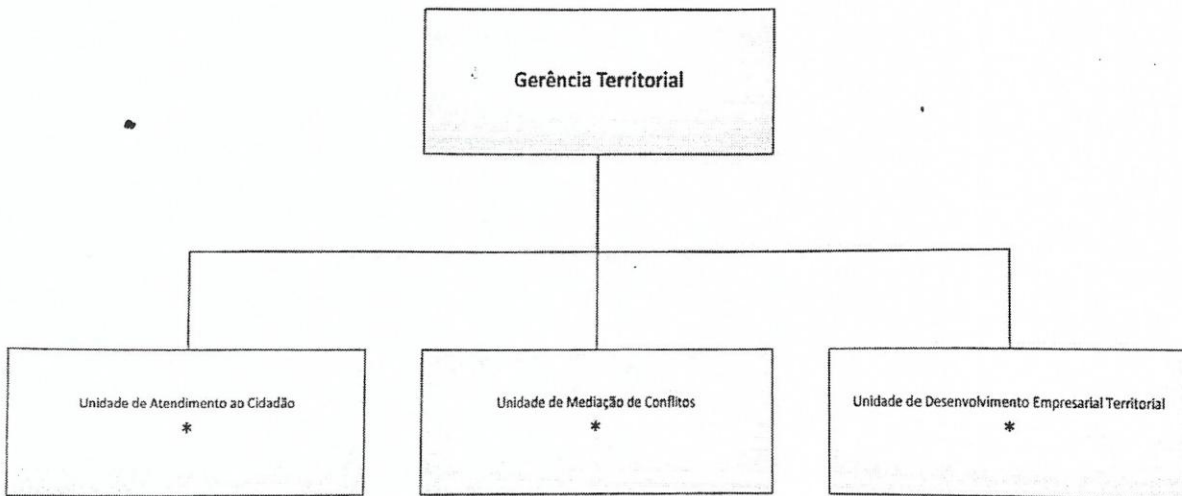 Gerência Territorial
Unidade de Atendimento ao Cidadão
*
Unidade de Mediação de Conflitos
*
Unidade de Desenvolvimento Empresarial Territorial
*